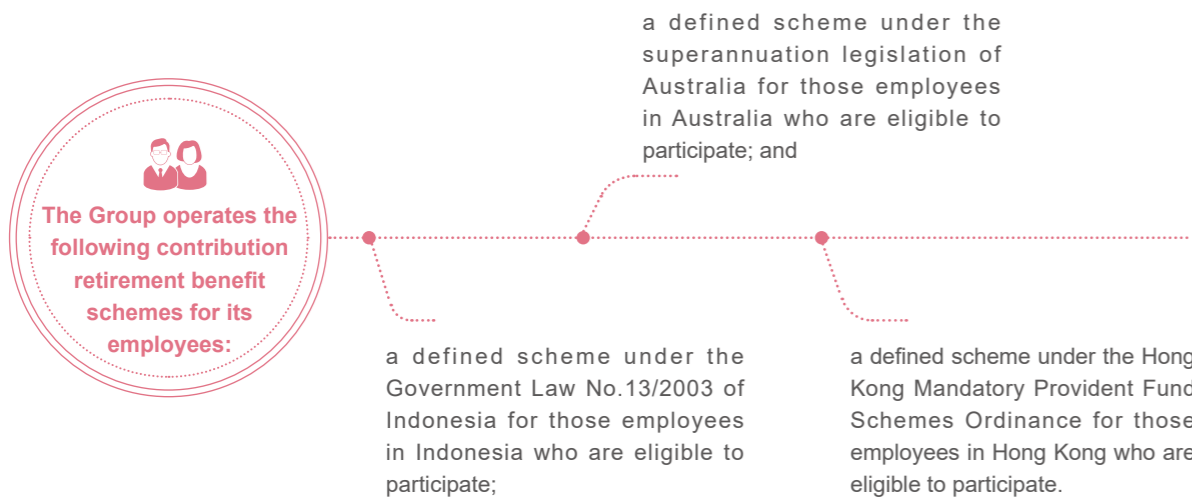 The Group operates the
following contribution
retirement benefit
schemes for its
employees:
a defined scheme under the
Government Law No.13/2003 of
Indonesia for those employees
in Indonesia who are eligible to
participate;
a defined scheme under the
superannuation legislation of
Australia for those employees
in Australia who are eligible to
participate; and
a defined scheme under the Hong
Kong Mandatory Provident Fund
Schemes Ordinance for those
employees in Hong Kong who are
eligible to participate.